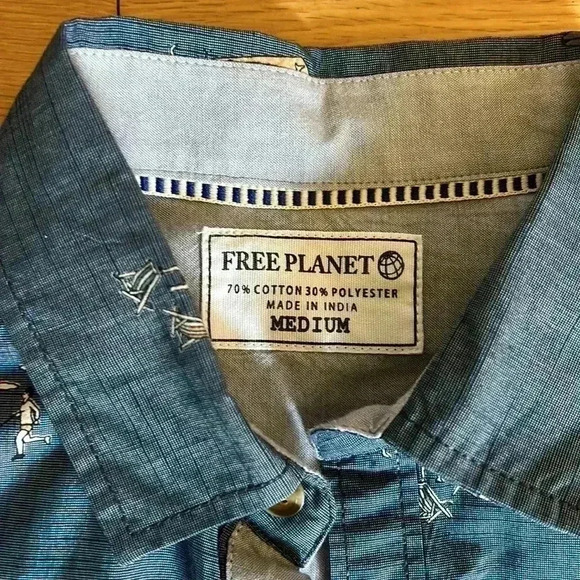 FREE PLANET
70% COTTON 30% POLYESTER
MADE IN INDIA
MEDIUM